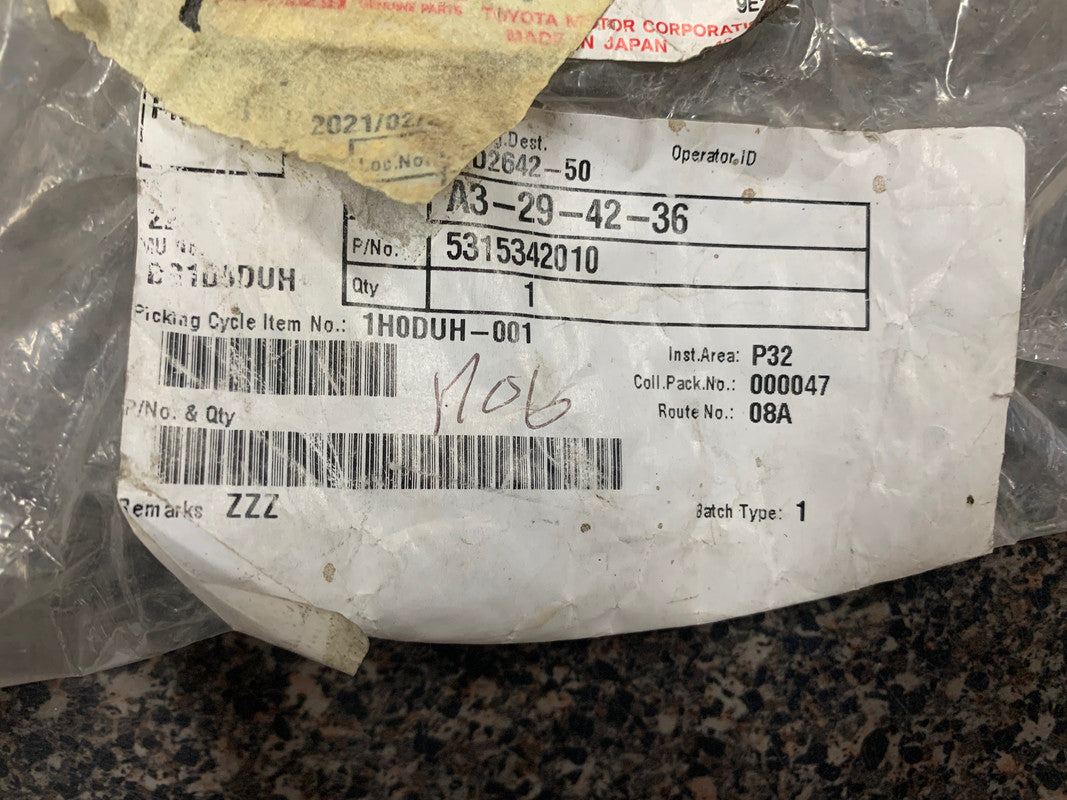 GENUINE PARTS
TOYOTA MOTOR CORPORATI
MADE IN JAPAN
9E
2021/02/
Loc.No.
.Dest.
02642-50
Operator ID
A3-29-42-36
P/No.
5315342010
Qty
1
Picking Cycle Item No.: 1H0DUH-001
Inst.Area: P32
Coll.Pack.No.: 000047
Route No.: 08A
P/No. & Qty
Remarks ZZZ
Batch Type: 1